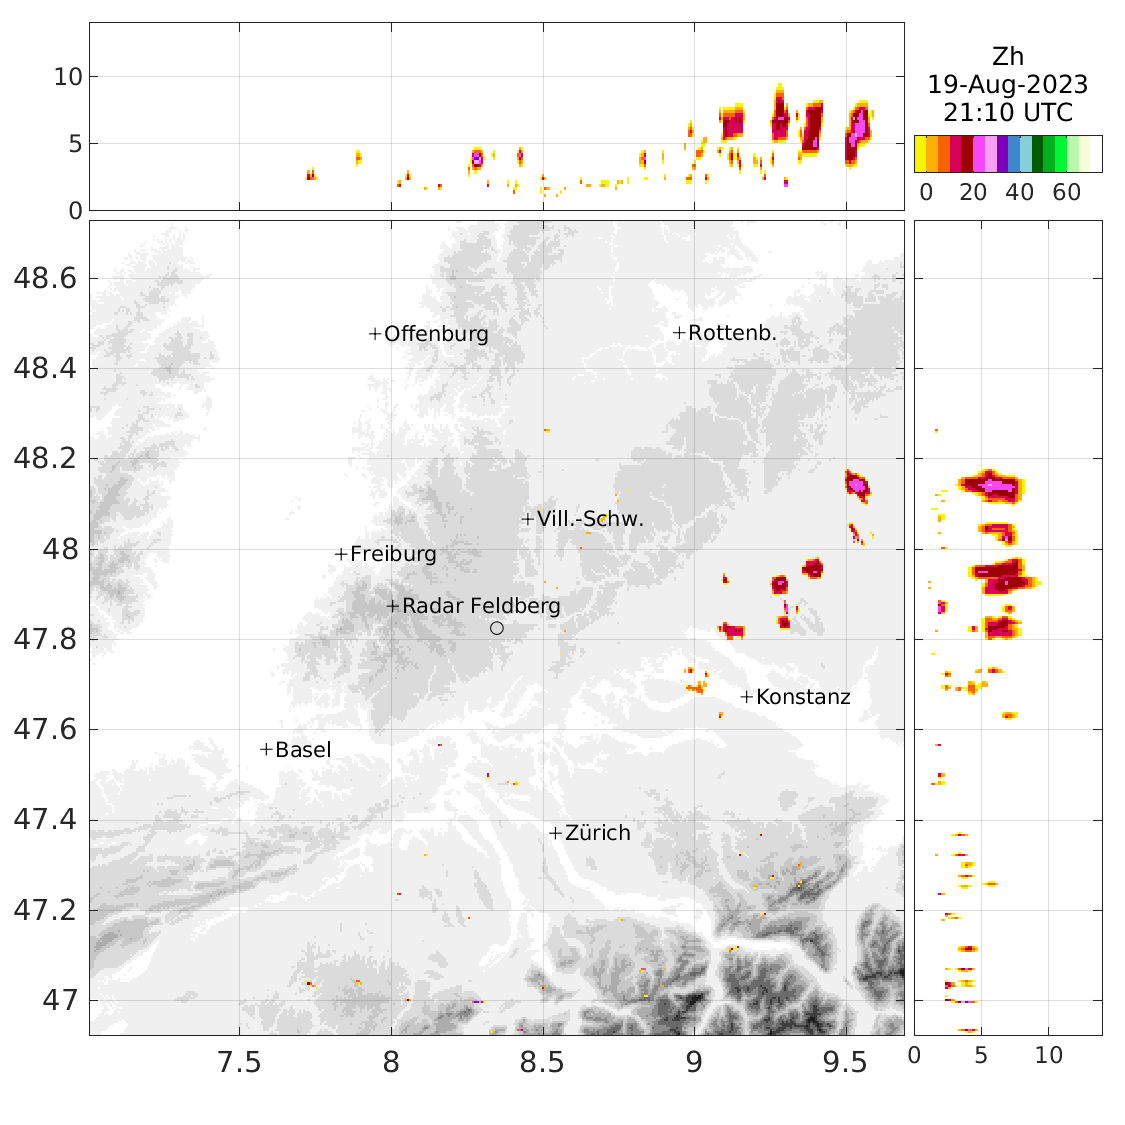 10
5
0
Zh
19-Aug-2023
21:10 UTC
0 20 40 60
48.6
48.4
48.2
48
47.8
47.6
47.4
47.2
47
Offenburg
Rottenb.
Vill.-Schw.
Freiburg
Radar Feldberg
Konstanz
Basel
Zürich
7.5 8 8.5 9 9.5
0 5 10